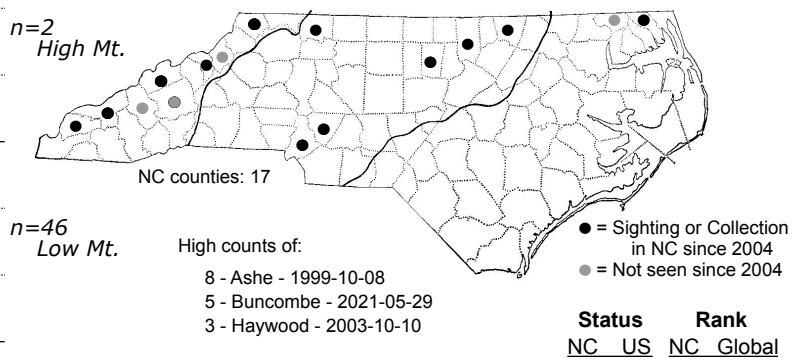 n=2
High Mt.
NC counties: 17
n=46
Low Mt.
High counts of:
8 - Ashe - 1999-10-08
5 - Buncombe - 2021-05-29
3 - Haywood - 2003-10-10
● = Sighting or Collection
in NC since 2004
● = Not seen since 2004
Status Rank
NC US NC Global